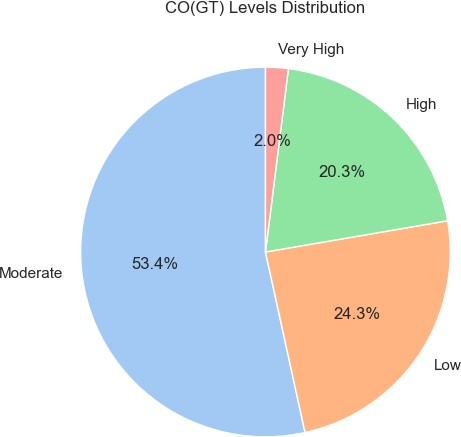 CO(GT) Levels Distribution
Very High
High
2.0%
20.3%
53.4%
Moderate
24.3%
Low